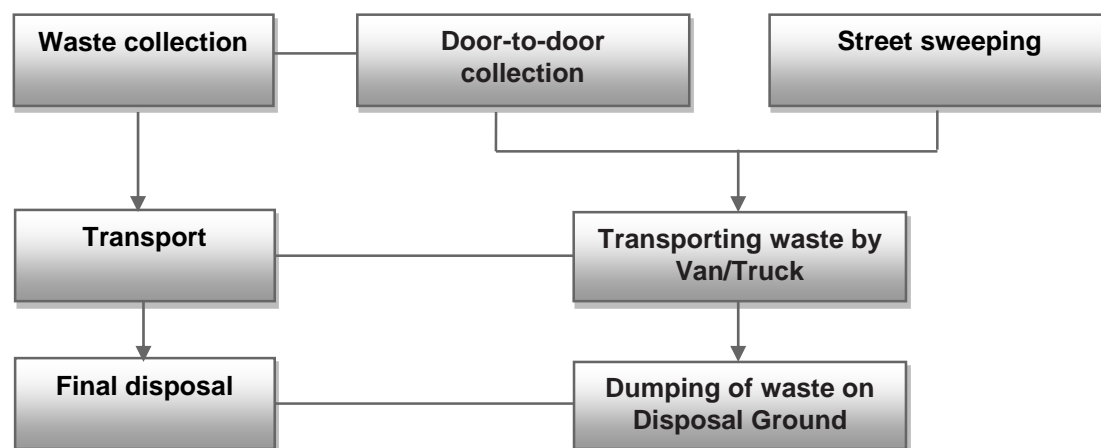 Waste collection
Door-to-door
collection
Street sweeping
Transport
Transporting waste by
Van/Truck
Final disposal
Dumping of waste on
Disposal Ground